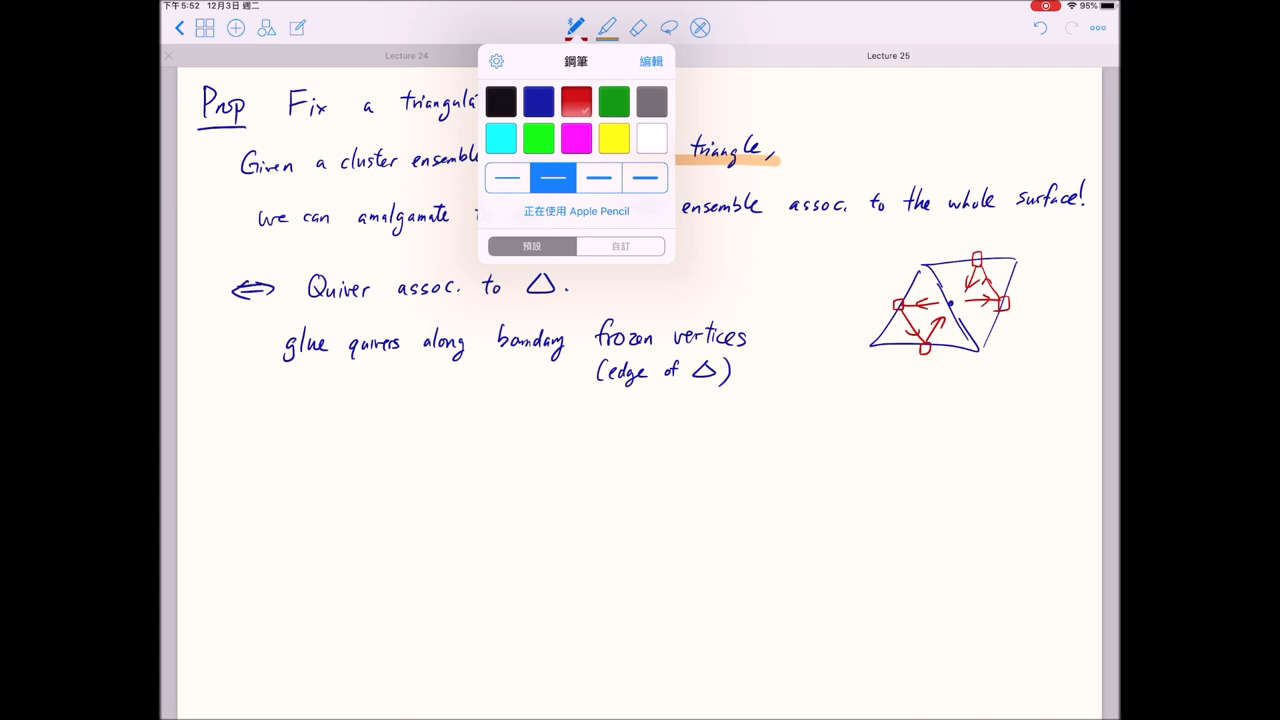 下午5:52 12月3日 週二
95%
Lecture 24
Lecture 25
鋼筆
編輯
正在使用 Apple Pencil
預設
自訂
Prop Fix a triangula
Given a cluster ensemble triangle,
we can amalgamate ensemble assoc. to the whole surface!
⇔ Quiver assoc. to △.
glue quivers along boundary frozen vertices
(edge of △)